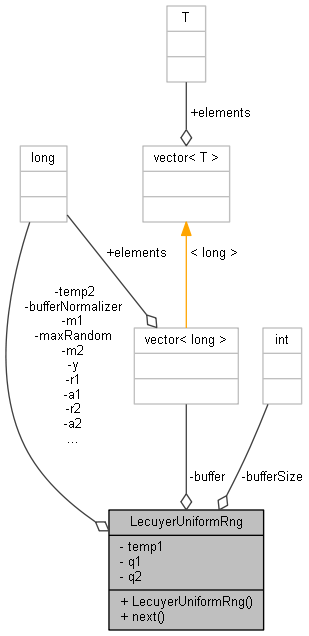 T
+elements
long
vector< T >
+elements
< long >
-temp2
-bufferNormalizer
-m1
-maxRandom
-m2
-y
-r1
-a1
-r2
-a2
...
vector< long >
int
-buffer
-bufferSize
LecuyerUniformRng
- temp1
- q1
- q2
+ LecuyerUniformRng()
+ next()